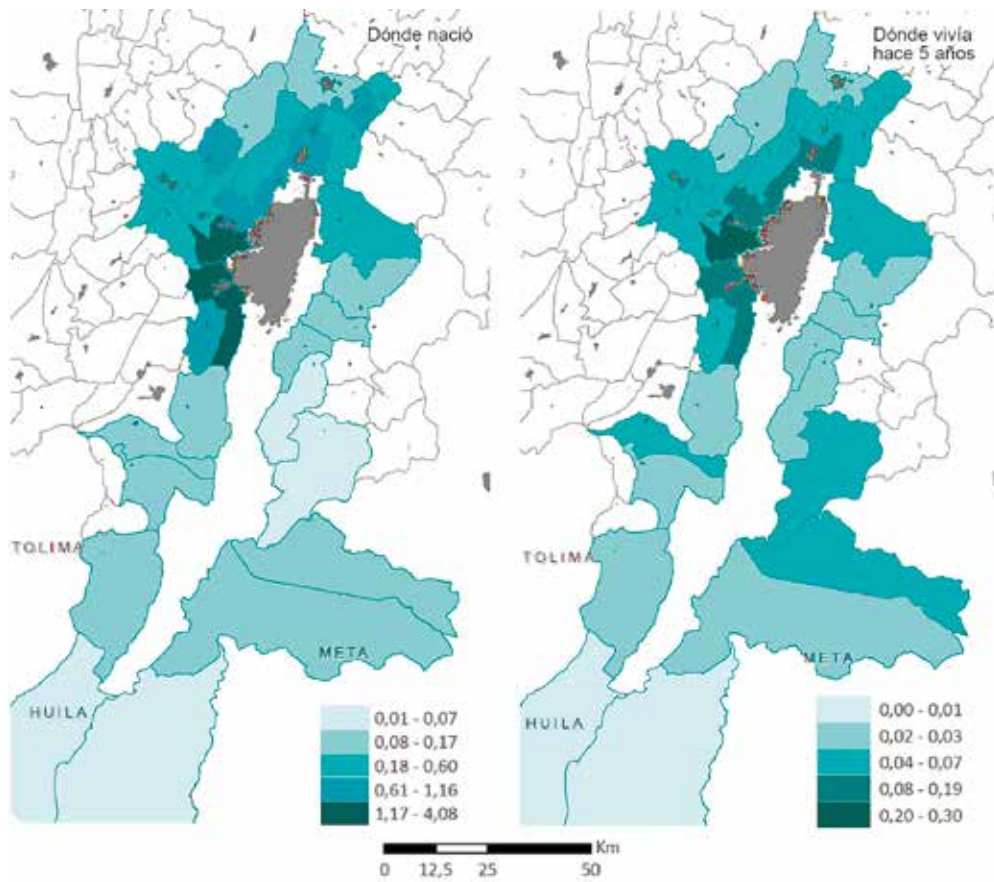 Dónde nació
TOLIMA
META
HUILA
0,01 - 0,07
0,08 - 0,17
0,18 - 0,60
0,61 - 1,16
1,17 - 4,08
Dónde vivía
hace 5 años
TOLIMA
META
HUILA
0,00 - 0,01
0,02 - 0,03
0,04 - 0,07
0,08 - 0,19
0,20 - 0,30
Km
0 12,5 25 50